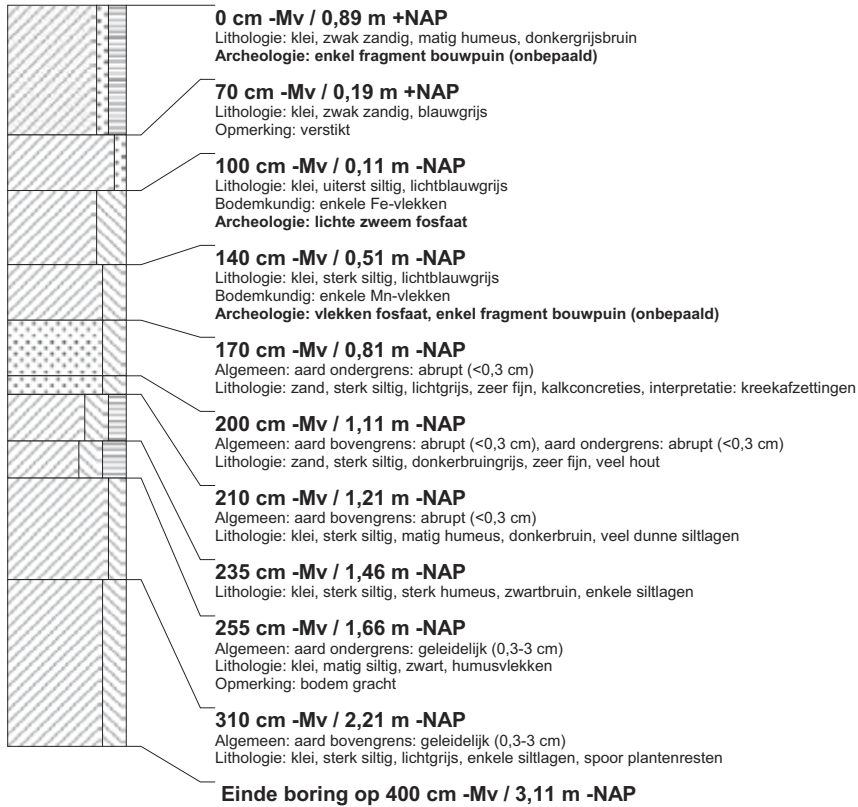 0 cm -Mv / 0,89 m +NAP
Lithologie: klei, zwak zandig, matig humeus, donkergrijsbruin
Archeologie: enkel fragment bouwpuin (onbepaald)
70 cm -Mv / 0,19 m +NAP
Lithologie: klei, zwak zandig, blauwgrijs
Opmerking: verstikt
100 cm -Mv / 0,11 m -NAP
Lithologie: klei, uiterst siltig, lichtblauwgrijs
Bodemkundig: enkele Fe-vlekken
Archeologie: lichte zweem fosfaat
140 cm -Mv / 0,51 m -NAP
Lithologie: klei, sterk siltig, lichtblauwgrijs
Bodemkundig: enkele Mn-vlekken
Archeologie: vlekken fosfaat, enkel fragment bouwpuin (onbepaald)
170 cm -Mv / 0,81 m -NAP
Algemeen: aard ondergrens: abrupt (<0,3 cm)
Lithologie: zand, sterk siltig, lichtgrijs, zeer fijn, kalkconcreties, interpretatie: kreekafzettingen
200 cm -Mv / 1,11 m -NAP
Algemeen: aard bovengrens: abrupt (<0,3 cm), aard ondergrens: abrupt (<0,3 cm)
Lithologie: zand, sterk siltig, donkerbruingrijs, zeer fijn, veel hout
210 cm -Mv / 1,21 m -NAP
Algemeen: aard bovengrens: abrupt (<0,3 cm)
Lithologie: klei, sterk siltig, matig humeus, donkerbruin, veel dunne siltlagen
235 cm -Mv / 1,46 m -NAP
Lithologie: klei, sterk siltig, sterk humeus, zwartbruin, enkele siltlagen
255 cm -Mv / 1,66 m -NAP
Algemeen: aard ondergrens: geleidelijk (0,3-3 cm)
Lithologie: klei, matig siltig, zwart, humusvlekken
Opmerking: bodem gracht
310 cm -Mv / 2,21 m -NAP
Algemeen: aard bovengrens: geleidelijk (0,3-3 cm)
Lithologie: klei, sterk siltig, lichtgrijs, enkele siltlagen, spoor plantenresten
Einde boring op 400 cm -Mv / 3,11 m -NAP